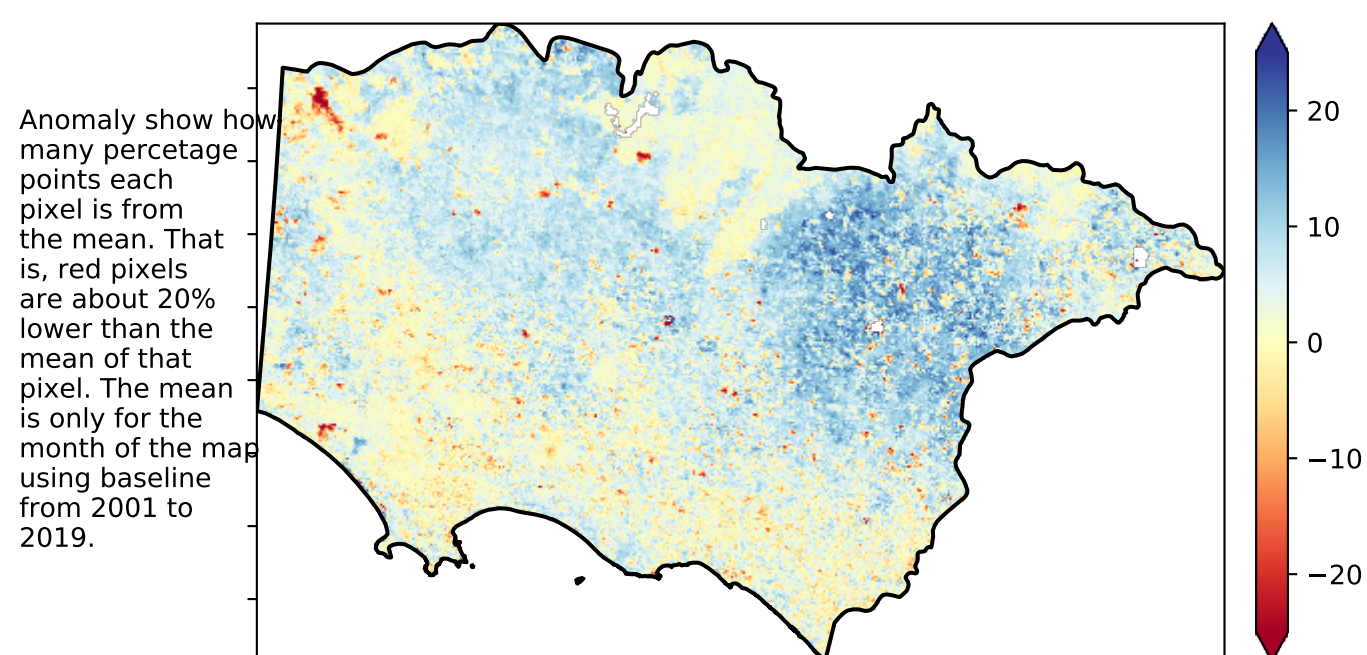 Anomaly show how
many percetage
points each
pixel is from
the mean. That
is, red pixels
are about 20%
lower than the
mean of that
pixel. The mean
is only for the
month of the map
using baseline
from 2001 to
2019.
20
10
0
−10
−20